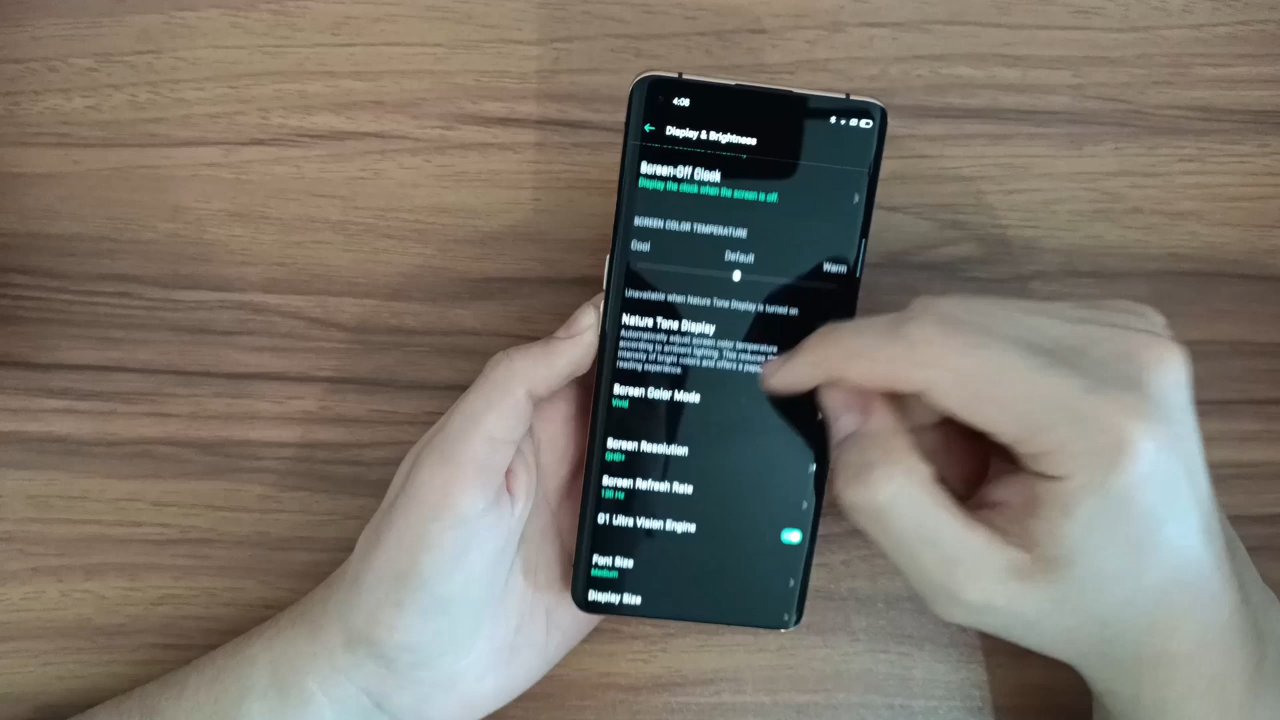 4:08
Display & Brightness
Screen-Off Clock
Display the clock when the screen is off.
SCREEN COLOR TEMPERATURE
Cool
Default
Warm
Unavailable when Nature Tone Display is turned on
Nature Tone Display
Automatically adjust screen color temperature
according to ambient lighting. This reduces the
intensity of bright colors and offers a
reading experience.
Screen Color Mode
Vivid
Screen Resolution
QHD+
Screen Refresh Rate
120 Hz
O1 Ultra Vision Engine
Font Size
Medium
Display Size